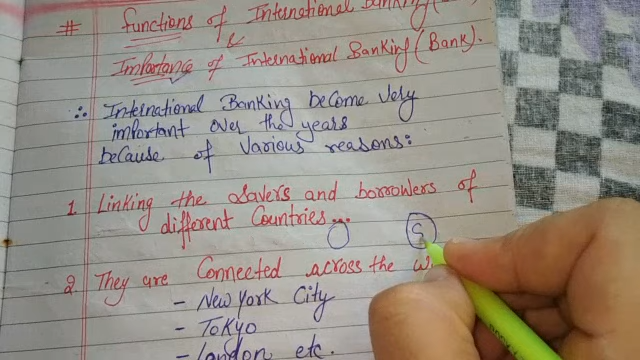 # Functions of International Banking
&
Importance of International Banking (Bank).
∴ International Banking become very
important over the years
because of various reasons:
1 Linking the savers and borrowers of
different Countries...
S
2 They are Connected across the
- New York City
- Tokyo
- London etc.